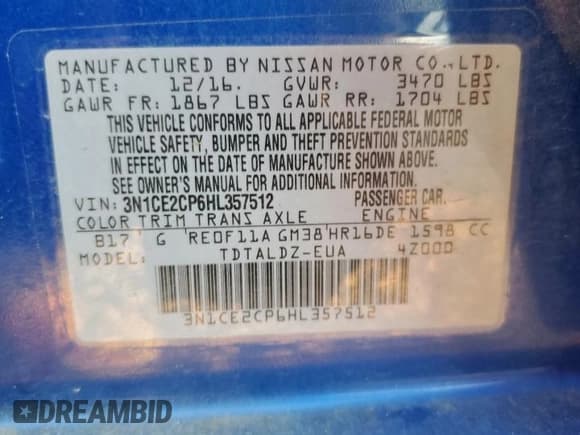 MANUFACTURED BY NISSAN MOTOR CO.,LTD.
DATE: 12/16. GVWR: 3470 LBS
GAWR FR: 1867 LBS GAWR RR: 1704 LBS
THIS VEHICLE CONFORMS TO ALL APPLICABLE FEDERAL MOTOR
VEHICLE SAFETY, BUMPER AND THEFT PREVENTION STANDARDS
IN EFFECT ON THE DATE OF MANUFACTURE SHOWN ABOVE.
SEE OWNER'S MANUAL FOR ADDITIONAL INFORMATION.
VIN: 3N1CE2CP6HL357512 PASSENGER CAR.
COLOR TRIM TRANS AXLE ENGINE
B17 G RE0F11A GM38 HR16DE 1598 CC
MODEL: TDTALDZ-EUA 4Z000
3N1CE2CP6HL357512
DREAMBID